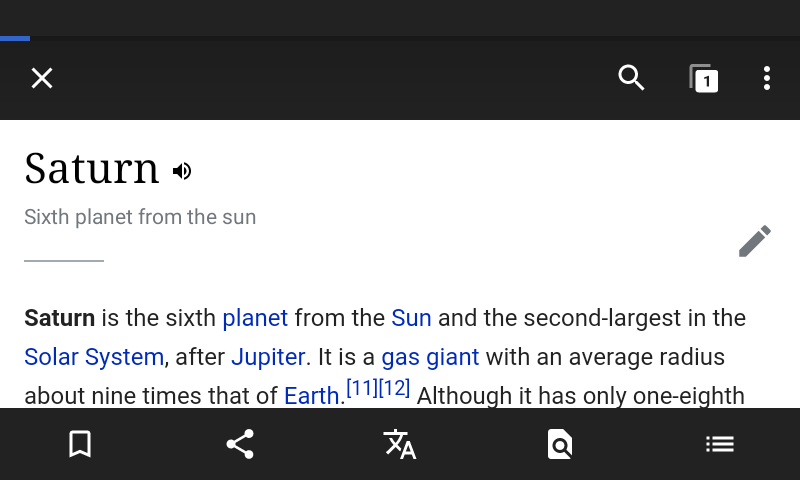 1
Saturn
Sixth planet from the sun
Saturn is the sixth planet from the Sun and the second-largest in the
Solar System, after Jupiter. It is a gas giant with an average radius
about nine times that of Earth.[11][12] Although it has only one-eighth